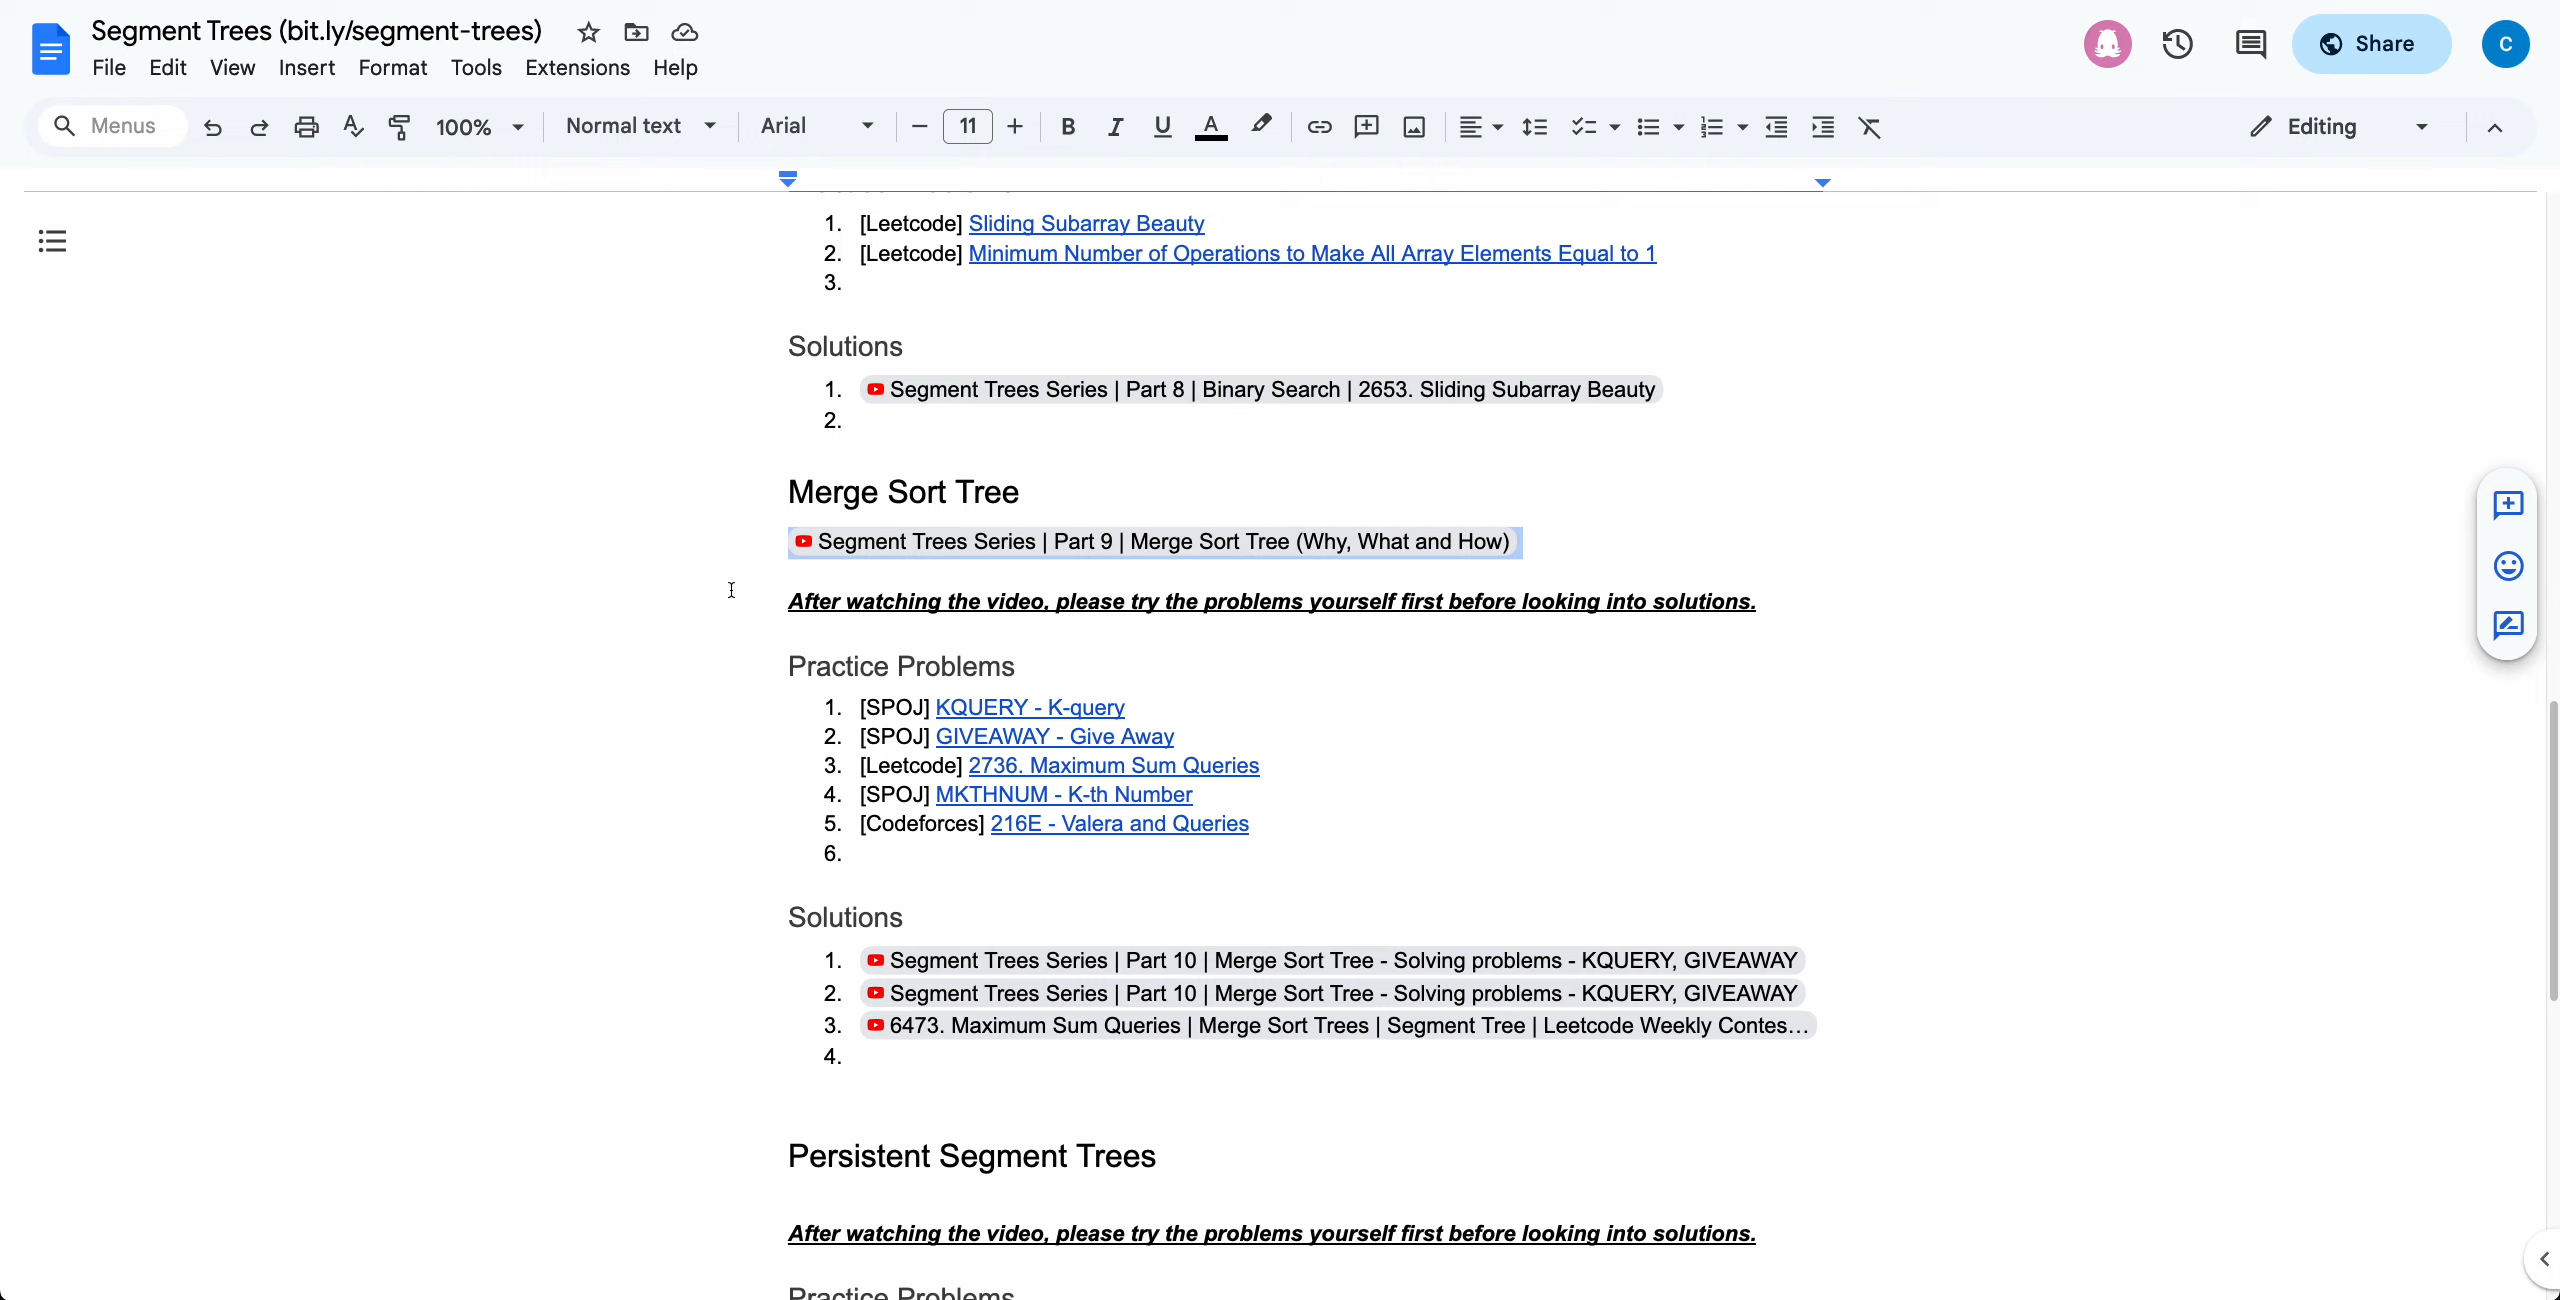 Segment Trees (bit.ly/segment-trees)
File Edit View Insert Format Tools Extensions Help
Share
C
Menus 100% Normal text Arial 11 B I U A Editing
1. [Leetcode] Sliding Subarray Beauty
2. [Leetcode] Minimum Number of Operations to Make All Array Elements Equal to 1
3.
Solutions
1. Segment Trees Series | Part 8 | Binary Search | 2653. Sliding Subarray Beauty
2.
Merge Sort Tree
Segment Trees Series | Part 9 | Merge Sort Tree (Why, What and How)
After watching the video, please try the problems yourself first before looking into solutions.
Practice Problems
1. [SPOJ] KQUERY - K-query
2. [SPOJ] GIVEAWAY - Give Away
3. [Leetcode] 2736. Maximum Sum Queries
4. [SPOJ] MKTHNUM - K-th Number
5. [Codeforces] 216E - Valera and Queries
6.
Solutions
1. Segment Trees Series | Part 10 | Merge Sort Tree - Solving problems - KQUERY, GIVEAWAY
2. Segment Trees Series | Part 10 | Merge Sort Tree - Solving problems - KQUERY, GIVEAWAY
3. 6473. Maximum Sum Queries | Merge Sort Trees | Segment Tree | Leetcode Weekly Contes...
4.
Persistent Segment Trees
After watching the video, please try the problems yourself first before looking into solutions.
Practice Problems